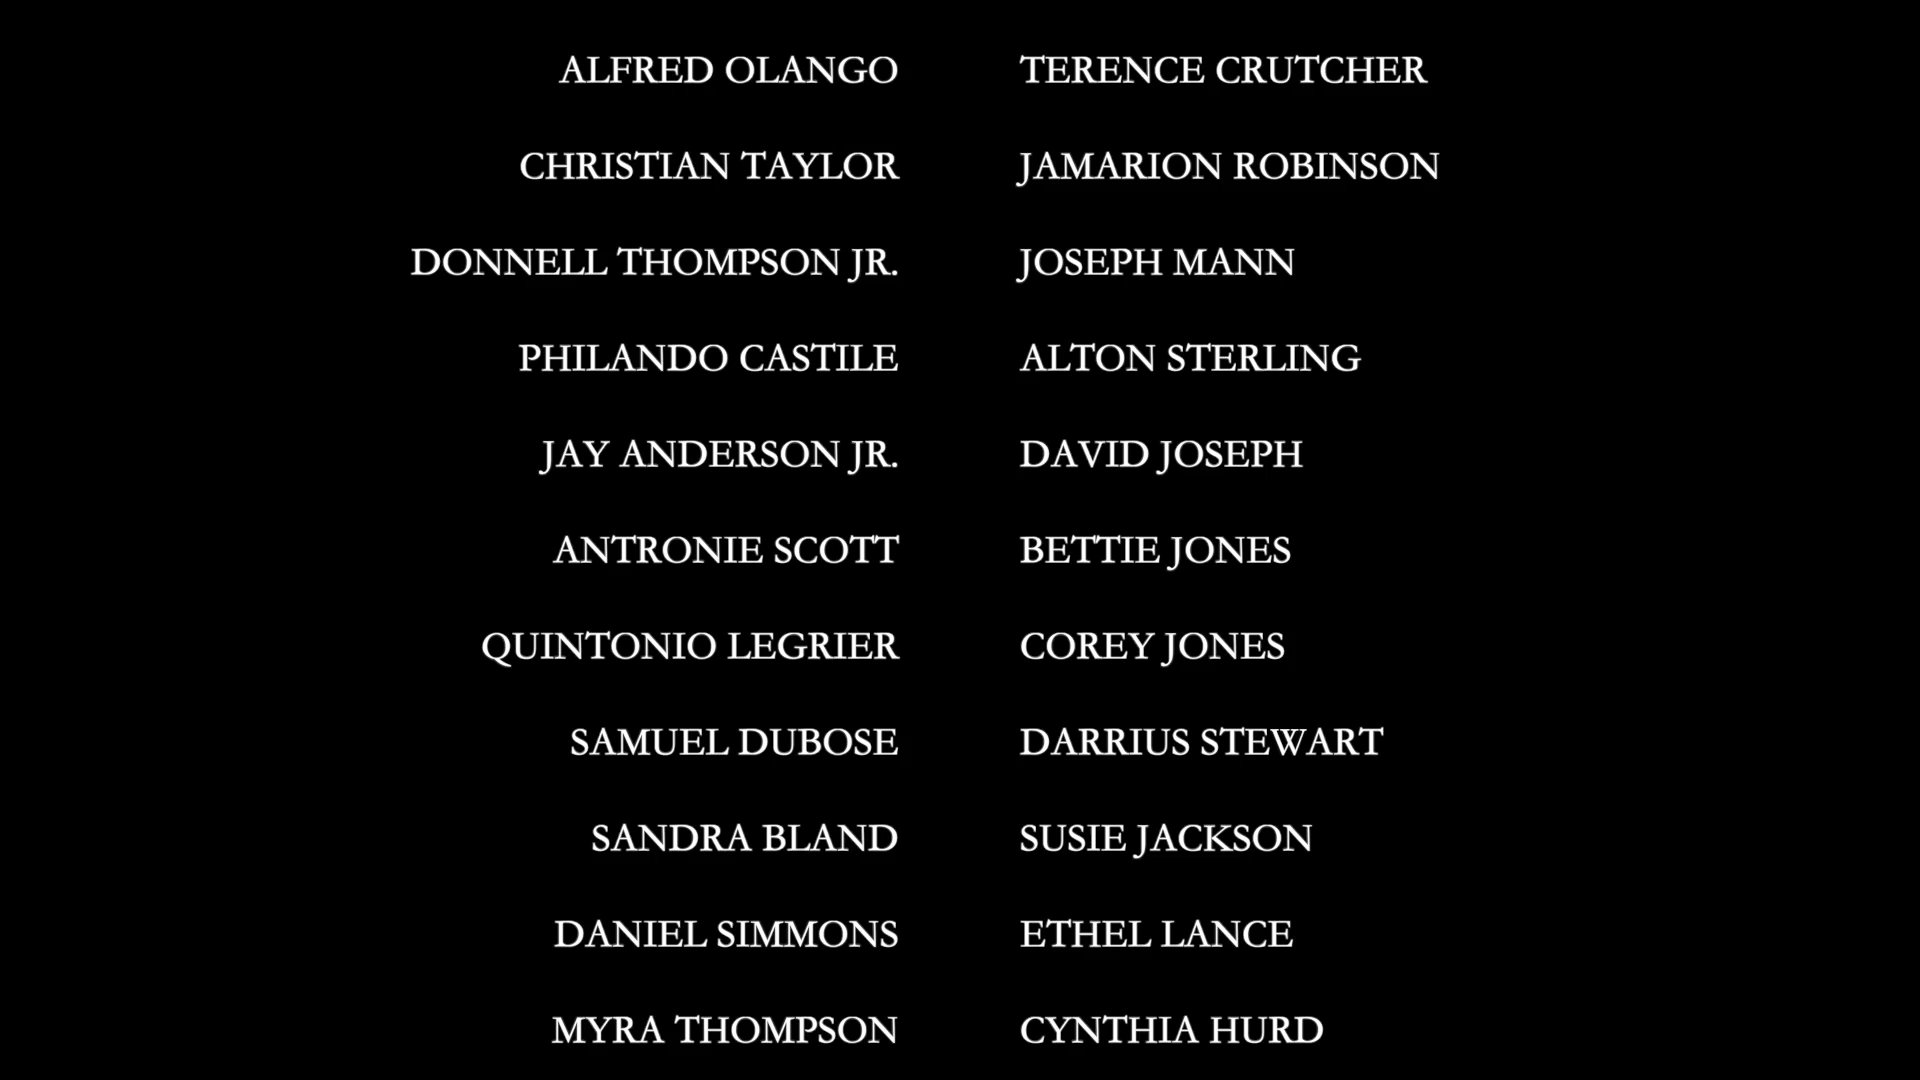 ALFRED OLANGO TERENCE CRUTCHER
CHRISTIAN TAYLOR JAMARION ROBINSON
DONNELL THOMPSON JR. JOSEPH MANN
PHILANDO CASTILE ALTON STERLING
JAY ANDERSON JR. DAVID JOSEPH
ANTRONIE SCOTT BETTIE JONES
QUINTONIO LEGRIER COREY JONES
SAMUEL DUBOSE DARRIUS STEWART
SANDRA BLAND SUSIE JACKSON
DANIEL SIMMONS ETHEL LANCE
MYRA THOMPSON CYNTHIA HURD